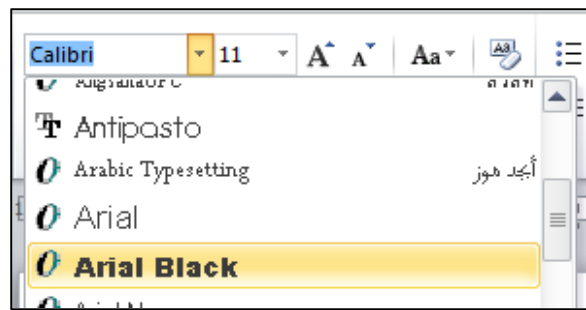 Calibri 11 A A Aa
Antipasto
Arabic Typesetting أبجد هوز
Arial
Arial Black